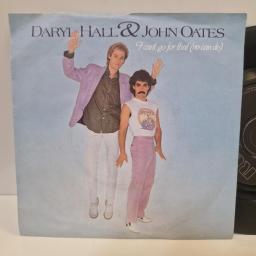 DARYL HALL & JOHN OATES
I can't go for that (no can do)